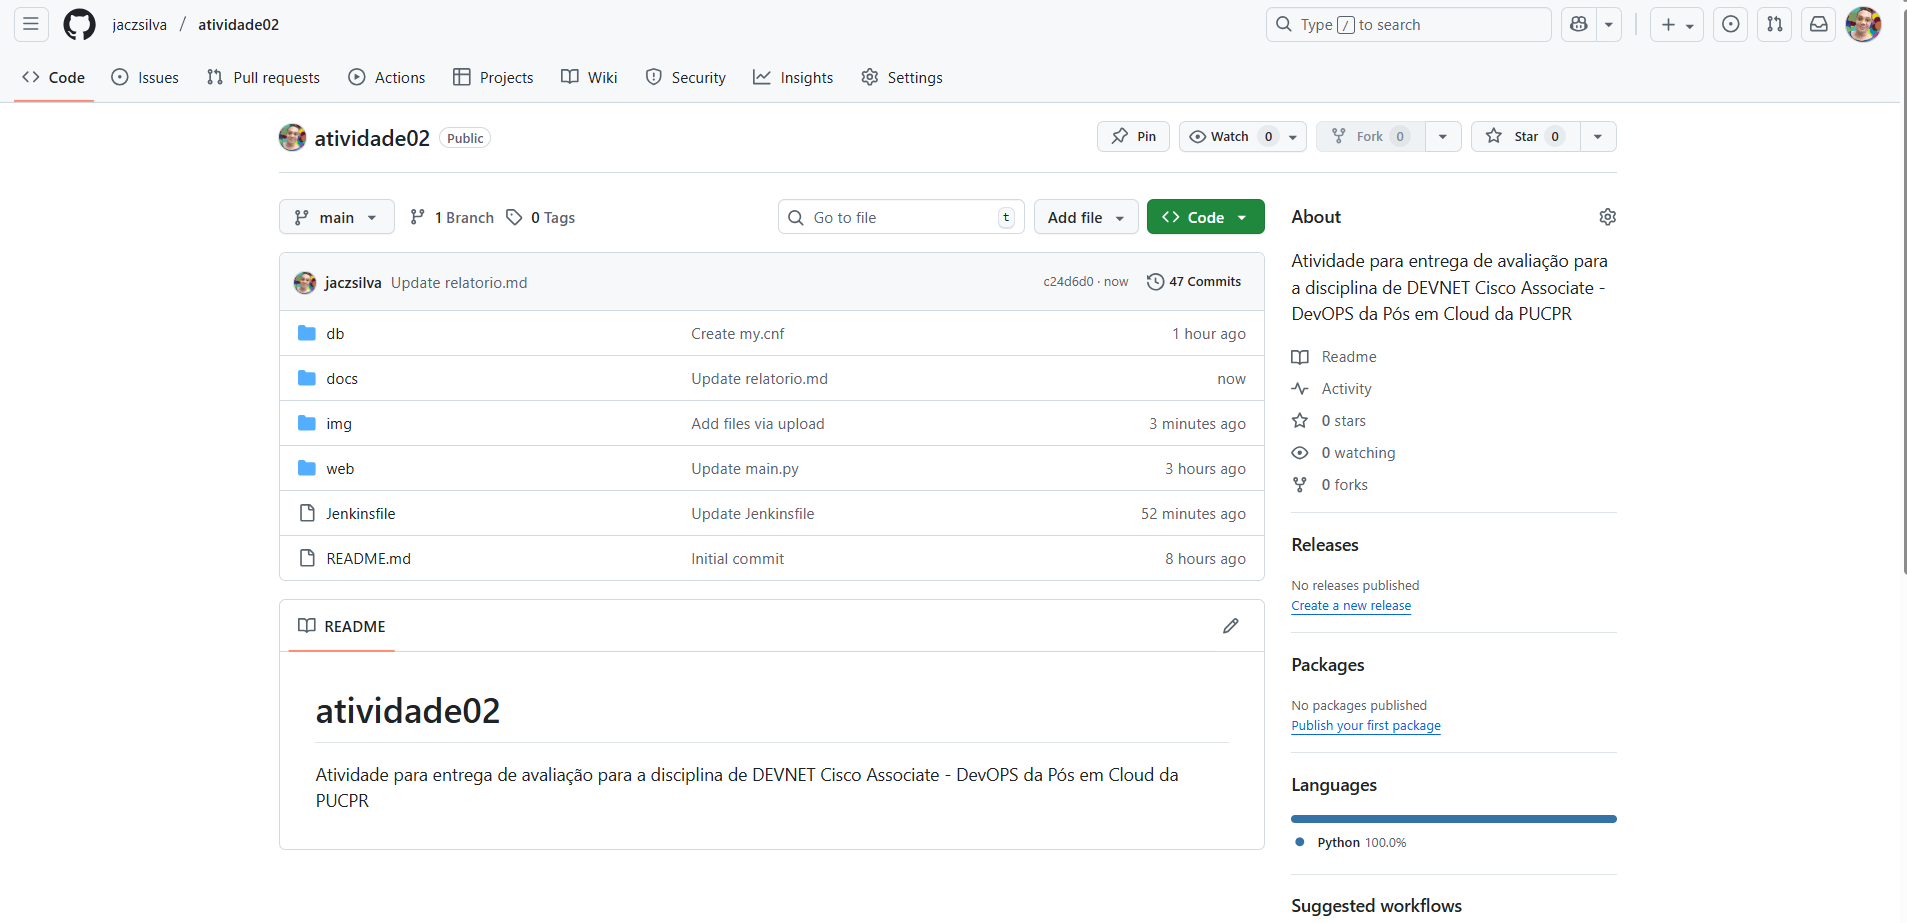 jaczsilva / atividade02
Type / to search
Code Issues Pull requests Actions Projects Wiki Security Insights Settings
atividade02 Public
Pin Watch 0 Fork 0 Star 0
main 1 Branch 0 Tags
Go to file t Add file Code
jaczsilva Update relatorio.md c24d6d0 · now 47 Commits
db Create my.cnf 1 hour ago
docs Update relatorio.md now
img Add files via upload 3 minutes ago
web Update main.py 3 hours ago
Jenkinsfile Update Jenkinsfile 52 minutes ago
README.md Initial commit 8 hours ago
README
atividade02
Atividade para entrega de avaliação para a disciplina de DEVNET Cisco Associate - DevOPS da Pós em Cloud da
PUCPR
About
Atividade para entrega de avaliação para
a disciplina de DEVNET Cisco Associate -
DevOPS da Pós em Cloud da PUCPR
Readme
Activity
0 stars
0 watching
0 forks
Releases
No releases published
Create a new release
Packages
No packages published
Publish your first package
Languages
Python 100.0%
Suggested workflows